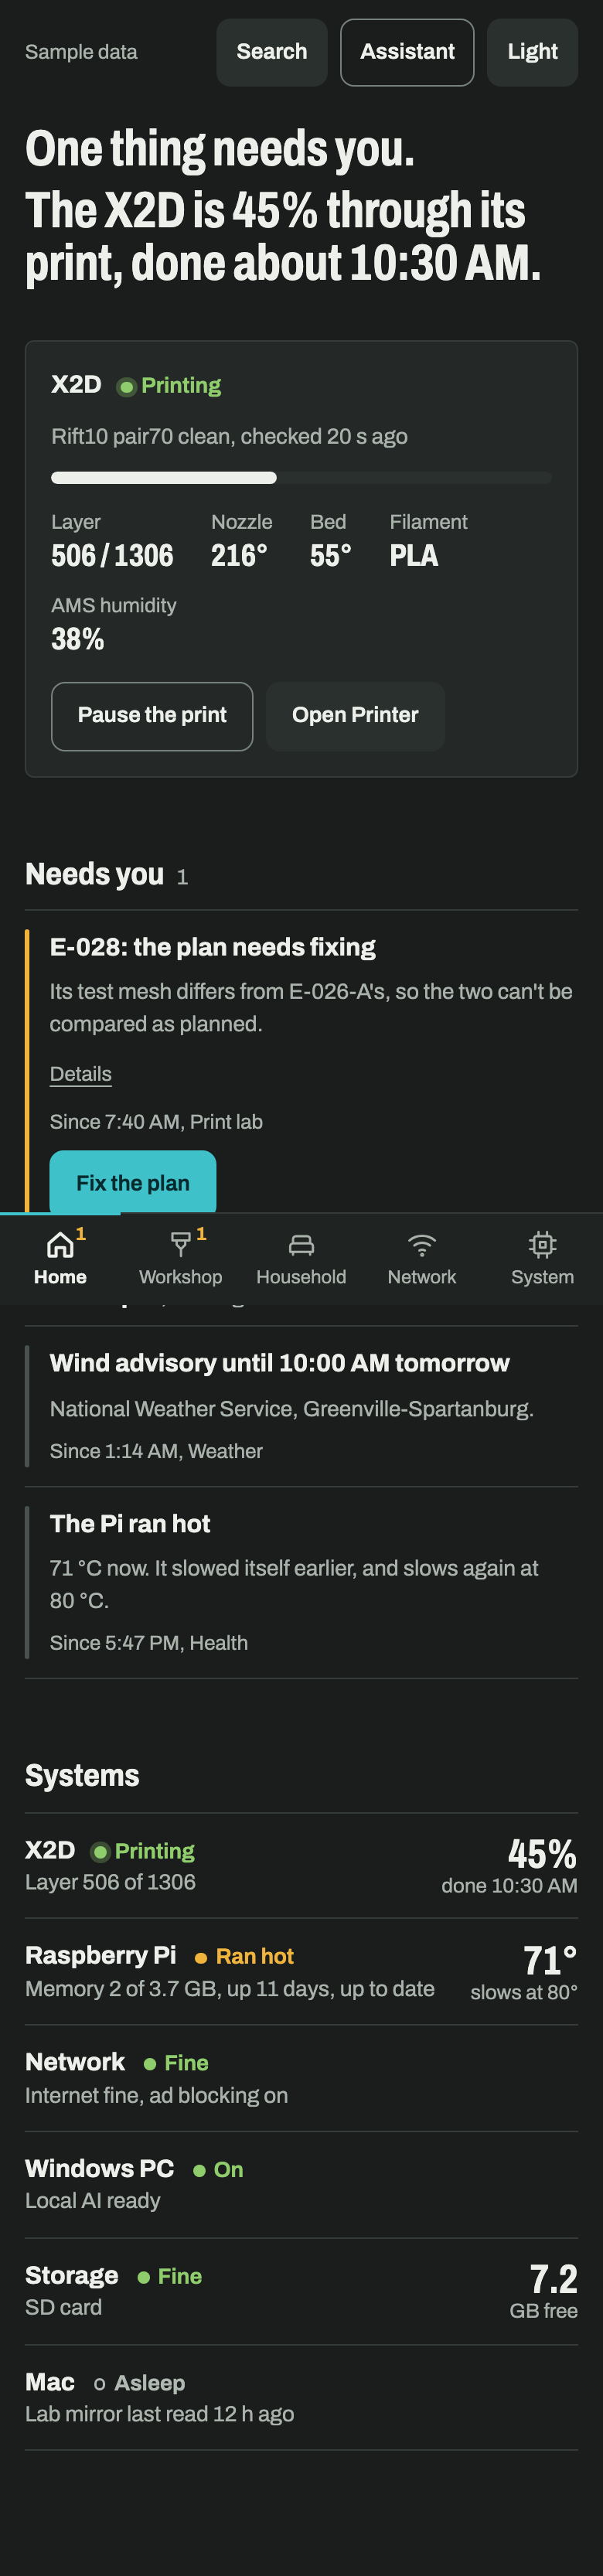 Sample data
Search
Assistant
Light
One thing needs you.
The X2D is 45% through its
print, done about 10:30 AM.
X2D Printing
Rift10 pair70 clean, checked 20 s ago
Layer
506 / 1306
Nozzle
216°
Bed
55°
Filament
PLA
AMS humidity
38%
Pause the print
Open Printer
Needs you 1
E-028: the plan needs fixing
Its test mesh differs from E-026-A's, so the two can't be
compared as planned.
Details
Since 7:40 AM, Print lab
Fix the plan
1
Home
1
Workshop
Household
Network
System
Wind advisory until 10:00 AM tomorrow
National Weather Service, Greenville-Spartanburg.
Since 1:14 AM, Weather
The Pi ran hot
71 °C now. It slowed itself earlier, and slows again at
80 °C.
Since 5:47 PM, Health
Systems
X2D Printing
Layer 506 of 1306
45%
done 10:30 AM
Raspberry Pi Ran hot
Memory 2 of 3.7 GB, up 11 days, up to date
71°
slows at 80°
Network Fine
Internet fine, ad blocking on
Windows PC On
Local AI ready
Storage Fine
SD card
7.2
GB free
Mac Asleep
Lab mirror last read 12 h ago